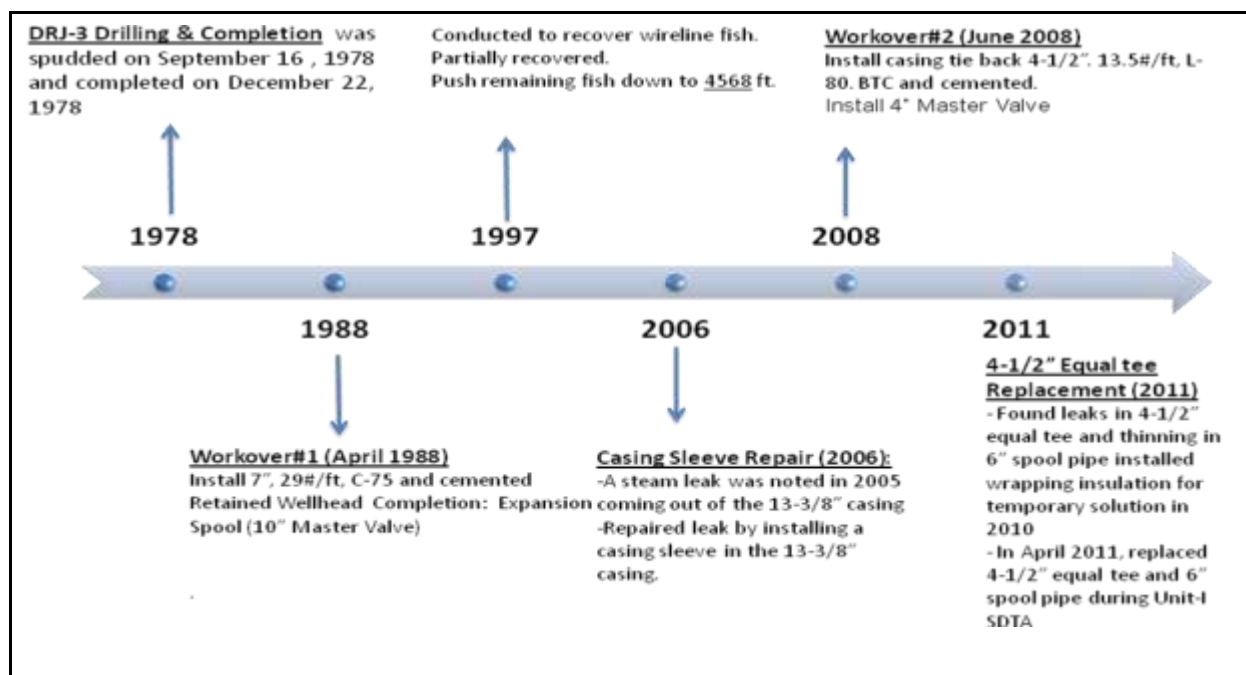 DRJ-3 Drilling & Completion was
spudded on September 16 , 1978
and completed on December 22,
1978
Conducted to recover wireline fish.
Partially recovered.
Push remaining fish down to 4568 ft.
Workover#2 (June 2008)
Install casing tie back 4-1/2″. 13.5#/ft, L-
80. BTC and cemented.
Install 4" Master Valve
1978
1997
2008
1988
2006
2011
Workover#1 (April 1988)
Install 7″, 29#/ft, C-75 and cemented
Retained Wellhead Completion: Expansion
Spool (10″ Master Valve)
.
Casing Sleeve Repair (2006):
-A steam leak was noted in 2005
coming out of the 13-3/8″ casing
-Repaired leak by installing a
casing sleeve in the 13-3/8″
casing.
4-1/2″ Equal tee
Replacement (2011)
-Found leaks in 4-1/2″
equal tee and thinning in
6″ spool pipe installed
wrapping insulation for
temporary solution in
2010
-In April 2011, replaced
4-1/2″ equal tee and 6″
spool pipe during Unit-I
SDTA